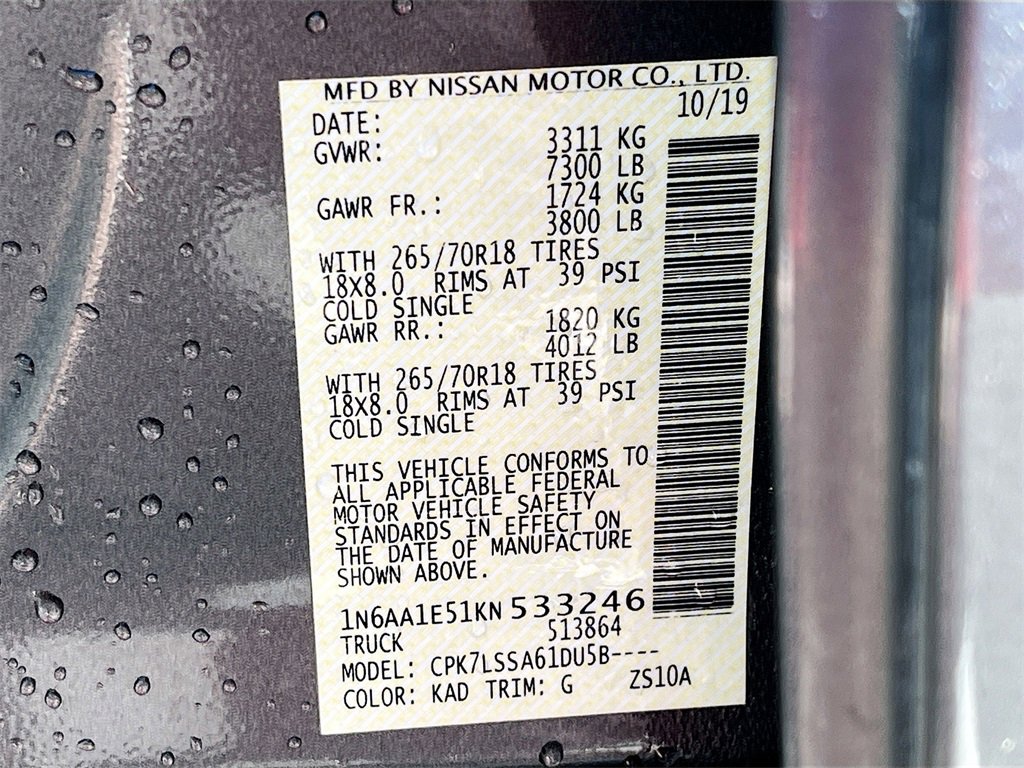 MFD BY NISSAN MOTOR CO., LTD.
DATE: 10/19
GVWR: 3311 KG
7300 LB
GAWR FR.: 1724 KG
3800 LB
WITH 265/70R18 TIRES
18X8.0 RIMS AT 39 PSI
COLD SINGLE
GAWR RR.: 1820 KG
4012 LB
WITH 265/70R18 TIRES
18X8.0 RIMS AT 39 PSI
COLD SINGLE
THIS VEHICLE CONFORMS TO
ALL APPLICABLE FEDERAL
MOTOR VEHICLE SAFETY
STANDARDS IN EFFECT ON
THE DATE OF MANUFACTURE
SHOWN ABOVE.
1N6AA1E51KN533246
TRUCK 513864
MODEL: CPK7LSSA61DU5B----
COLOR: KAD TRIM: G ZS10A